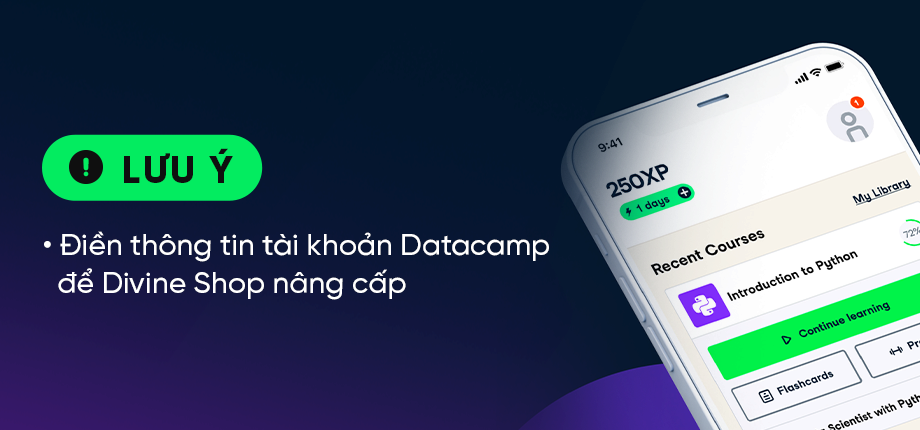 LƯU Ý
• Điền thông tin tài khoản Datacamp
để Divine Shop nâng cấp
9:41
1
250XP
1 days
My Library
Recent Courses
72%
Introduction to Python
Continue learning
Flashcards
Scientist with Pyth